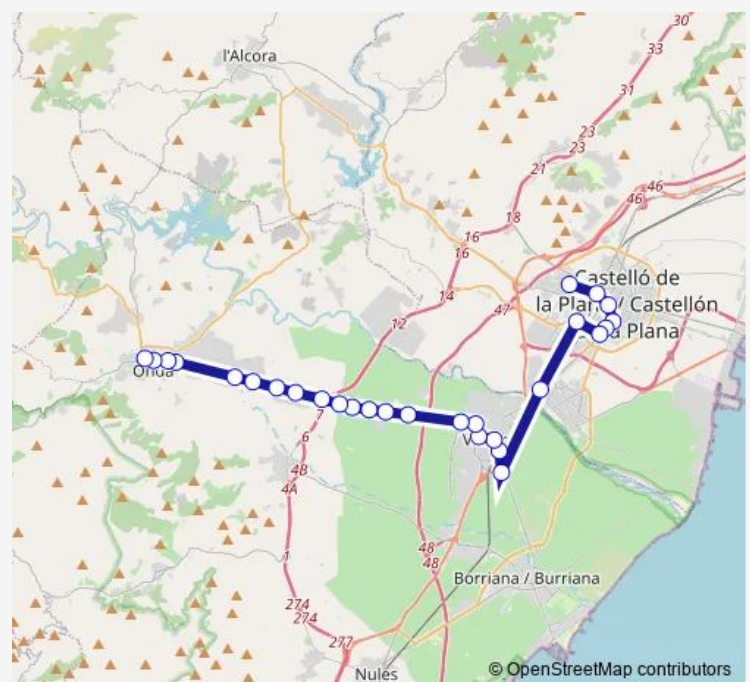 30
l'Alcora
33
31
23
23
21
46
46
18
16
16
14
47
12
Castelló de
la Plana / Castellón
Plana
Onda
7
6
4B
4A
48
48
1
Borriana / Burriana
274
274
277
Nules
© OpenStreetMap contributors